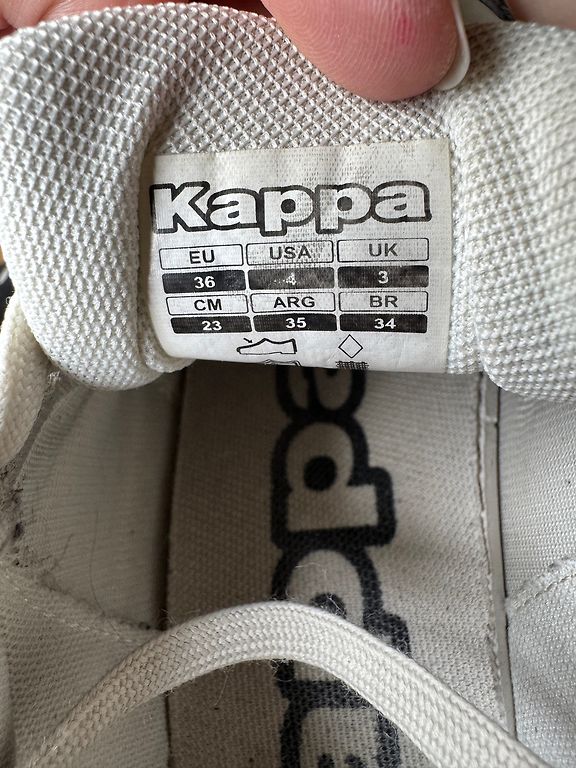 Kappa
EU USA UK
36 4 3
CM ARG BR
23 35 34